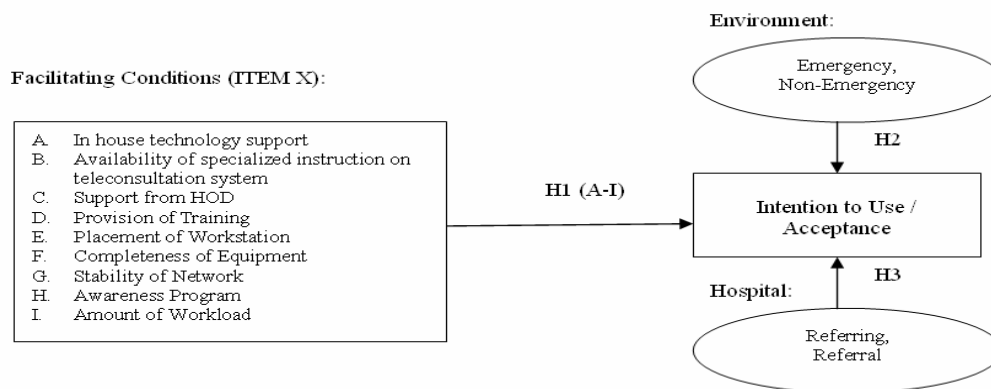 Facilitating Conditions (ITEM X):
A. In house technology support
B. Availability of specialized instruction on
teleconsultation system
C. Support from HOD
D. Provision of Training
E. Placement of Workstation
F. Completeness of Equipment
G. Stability of Network
H. Awareness Program
I. Amount of Workload
H1 (A-I)
Environment:
Emergency,
Non-Emergency
H2
Intention to Use /
Acceptance
H3
Hospital:
Referring,
Referral